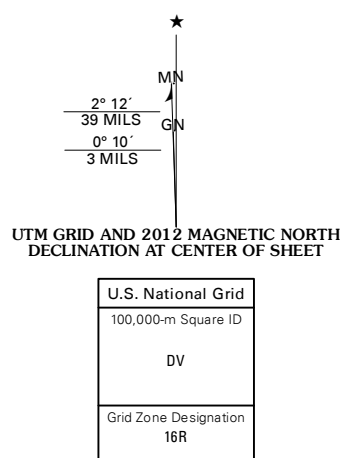 ★
MN
2° 12´
39 MILS
GN
0° 10´
3 MILS
UTM GRID AND 2012 MAGNETIC NORTH
DECLINATION AT CENTER OF SHEET
U.S. National Grid
100,000-m Square ID
DV
Grid Zone Designation
16R